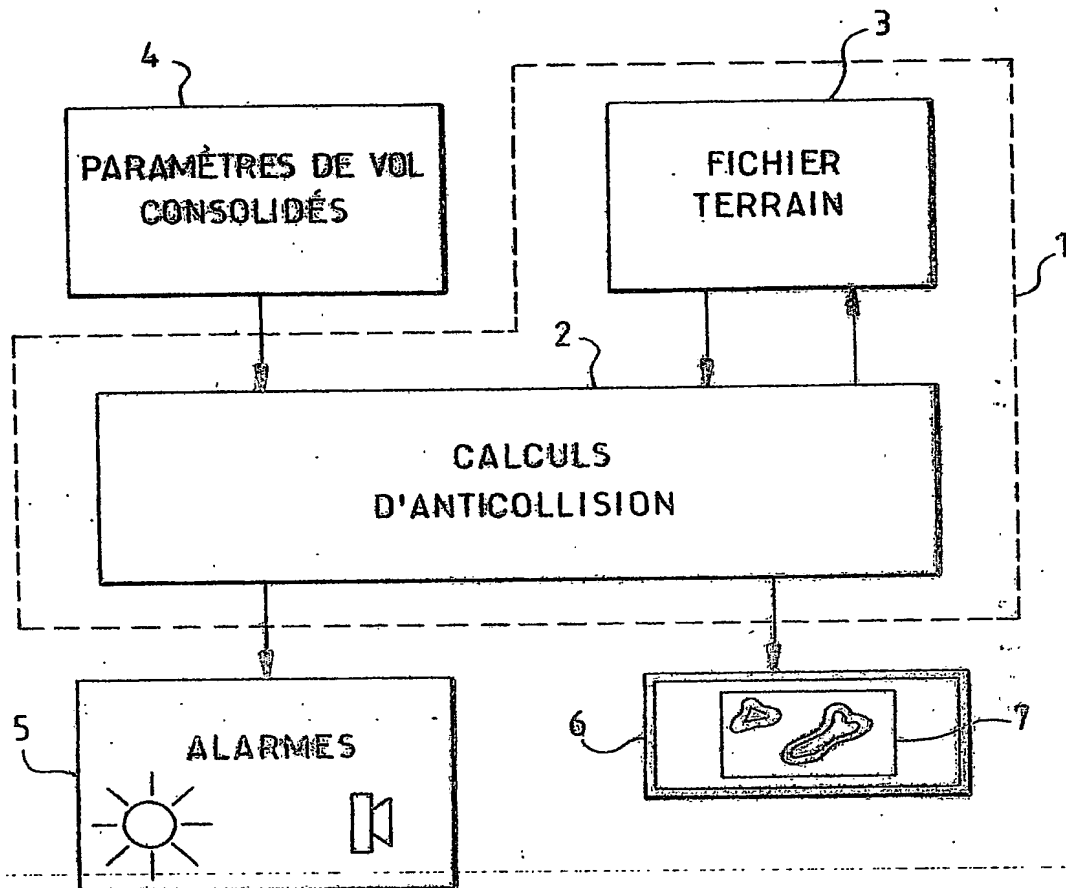 3
4
PARAMÈTRES DE VOL
CONSOLIDÉS
FICHIER
TERRAIN
1
2
CALCULS
D'ANTICOLLISION
5
ALARMES
6
7